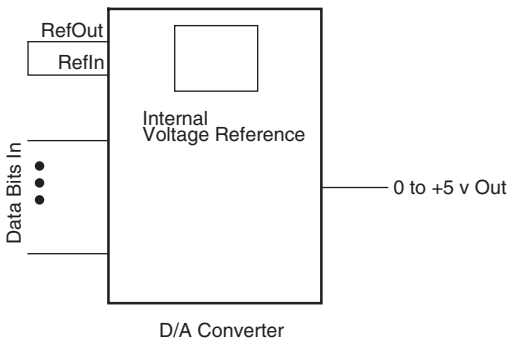 RefOut
RefIn
Internal
Voltage Reference
Data Bits In
0 to +5 v Out
D/A Converter